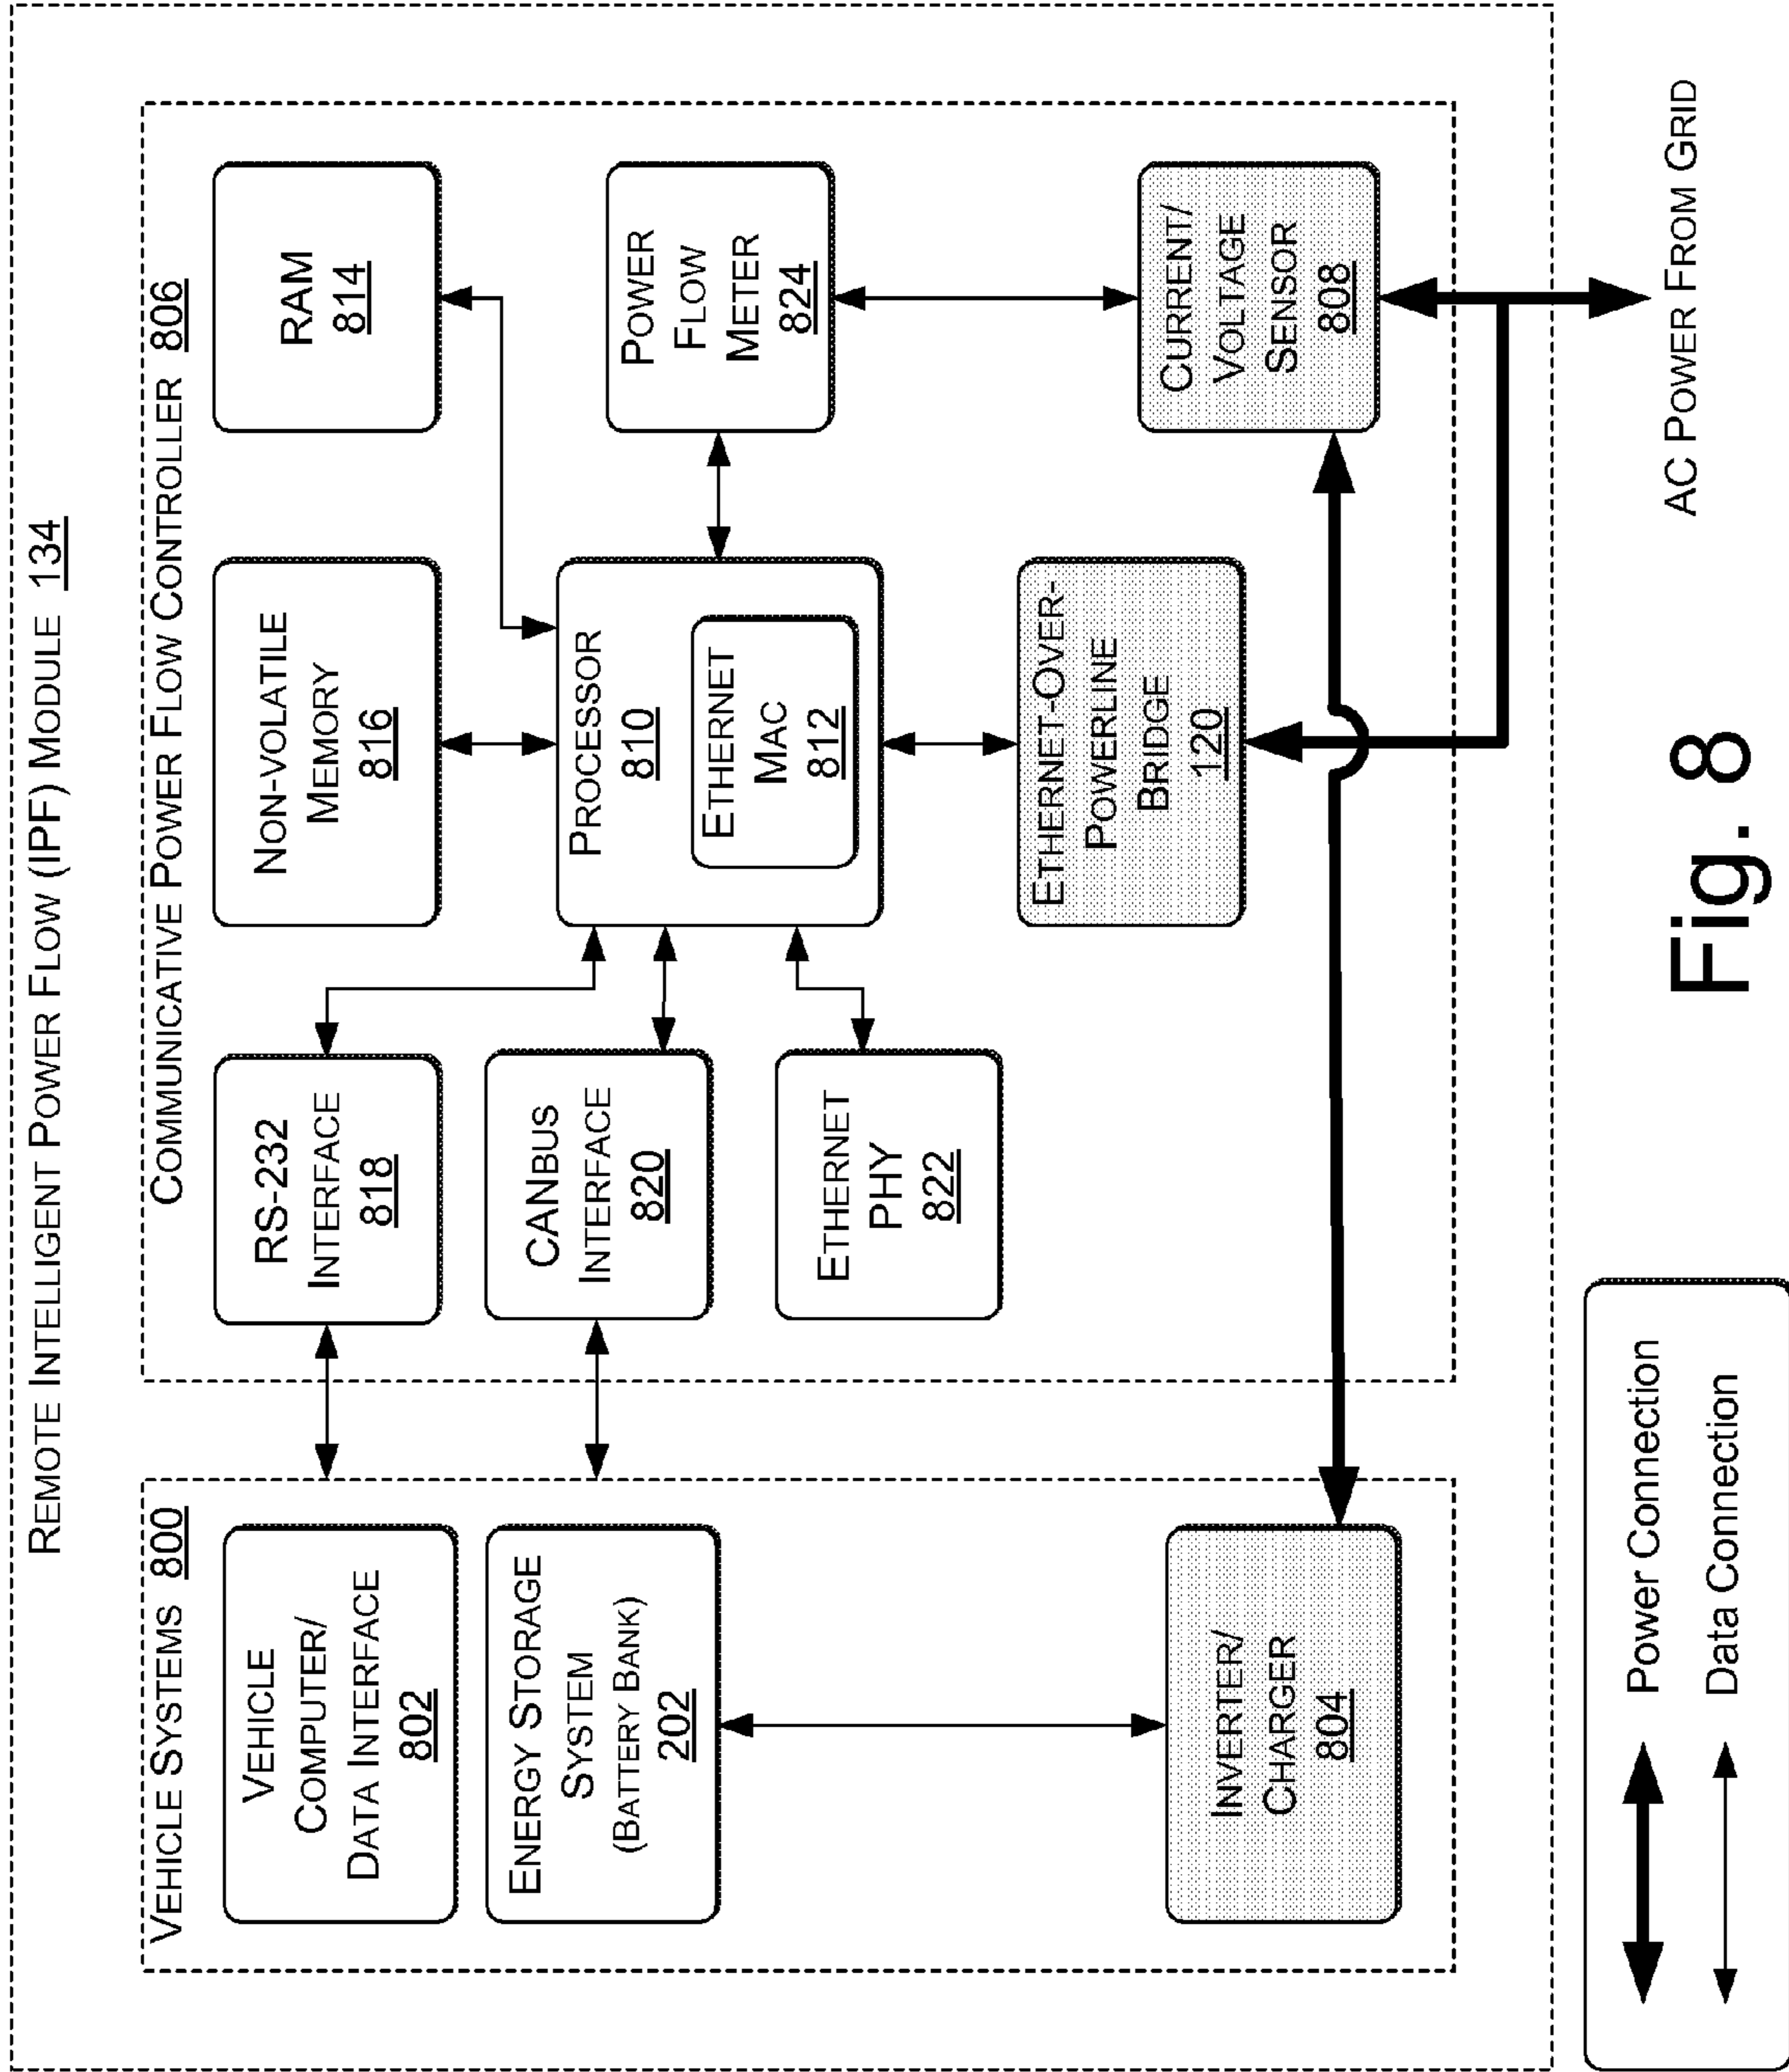 REMOTE INTELLIGENT POWER FLOW (IPF) MODULE 134
VEHICLE SYSTEMS 800
VEHICLE
COMPUTER/
DATA INTERFACE
802
ENERGY STORAGE
SYSTEM
(BATTERY BANK)
202
INVERTER/
CHARGER
804
COMMUNICATIVE POWER FLOW CONTROLLER 806
RS-232
INTERFACE
818
CANBUS
INTERFACE
820
ETHERNET
PHY
822
NON-VOLATILE
MEMORY
816
PROCESSOR
810
ETHERNET
MAC
812
ETHERNET-OVER-
POWERLINE
BRIDGE
120
RAM
814
POWER
FLOW
METER
824
CURRENT/
VOLTAGE
SENSOR
808
Power Connection
Data Connection
AC POWER FROM GRID
Fig. 8